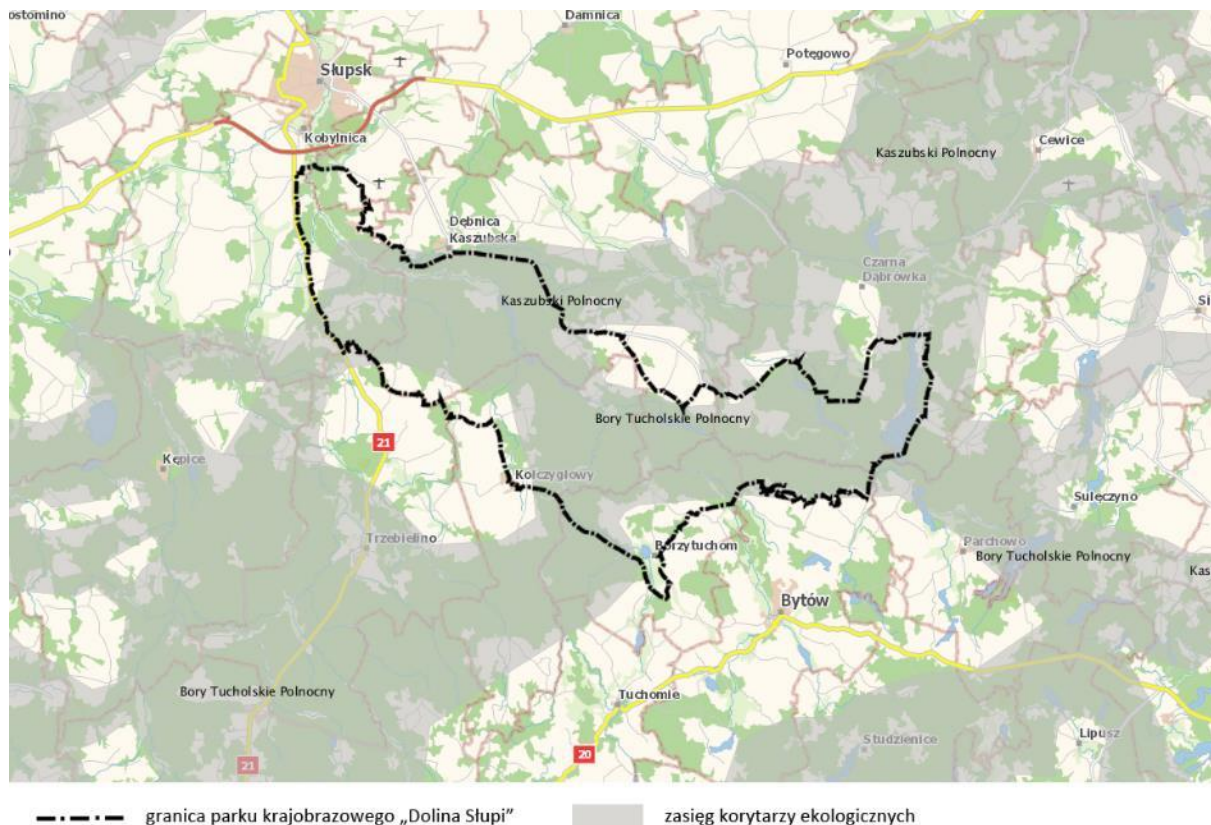 ostomino
Damnica
Potęgowo
Słupsk
Kobylnica
Cewice
Kaszubski Polnocny
Dębnica
Kaszubska
Czarna
Dąbrówka
Kaszubski Polnocny
Si
Bory Tucholskie Polnocny
21
Kępice
Kołczygłowy
Sulęczyno
Trzebielino
Borzytuchom
Parchowo
Bory Tucholskie Polnocny
Kas
Bytów
Bory Tucholskie Polnocny
Tuchomie
Studzienice
Lipusz
20
21
granica parku krajobrazowego „Dolina Słupi”
zasięg korytarzy ekologicznych